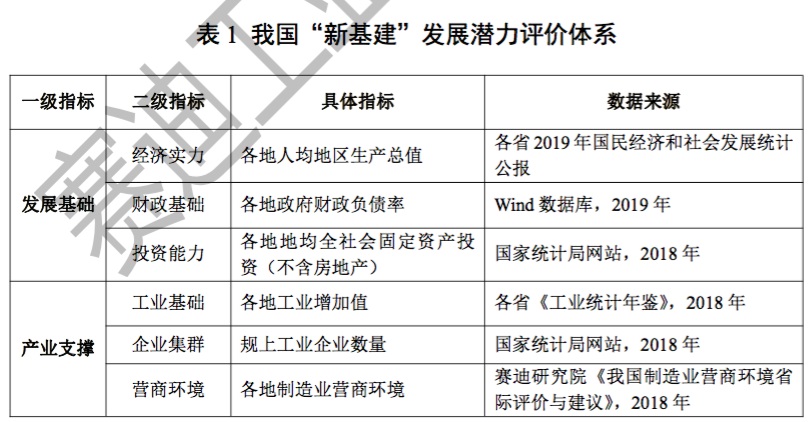 表 1 我国“新基建”发展潜力评价体系
一级指标 二级指标 具体指标 数据来源
发展基础
经济实力 各地人均地区生产总值 各省 2019 年国民经济和社会发展统计
公报
财政基础 各地政府财政负债率 Wind 数据库，2019 年
投资能力 各地地均全社会固定资产投
资（不含房地产） 国家统计局网站，2018 年
产业支撑
工业基础 各地工业增加值 各省《工业统计年鉴》，2018 年
企业集群 规上工业企业数量 国家统计局网站，2018 年
营商环境 各地制造业营商环境 赛迪研究院《我国制造业营商环境省
际评价与建议》，2018 年
赛迪工业